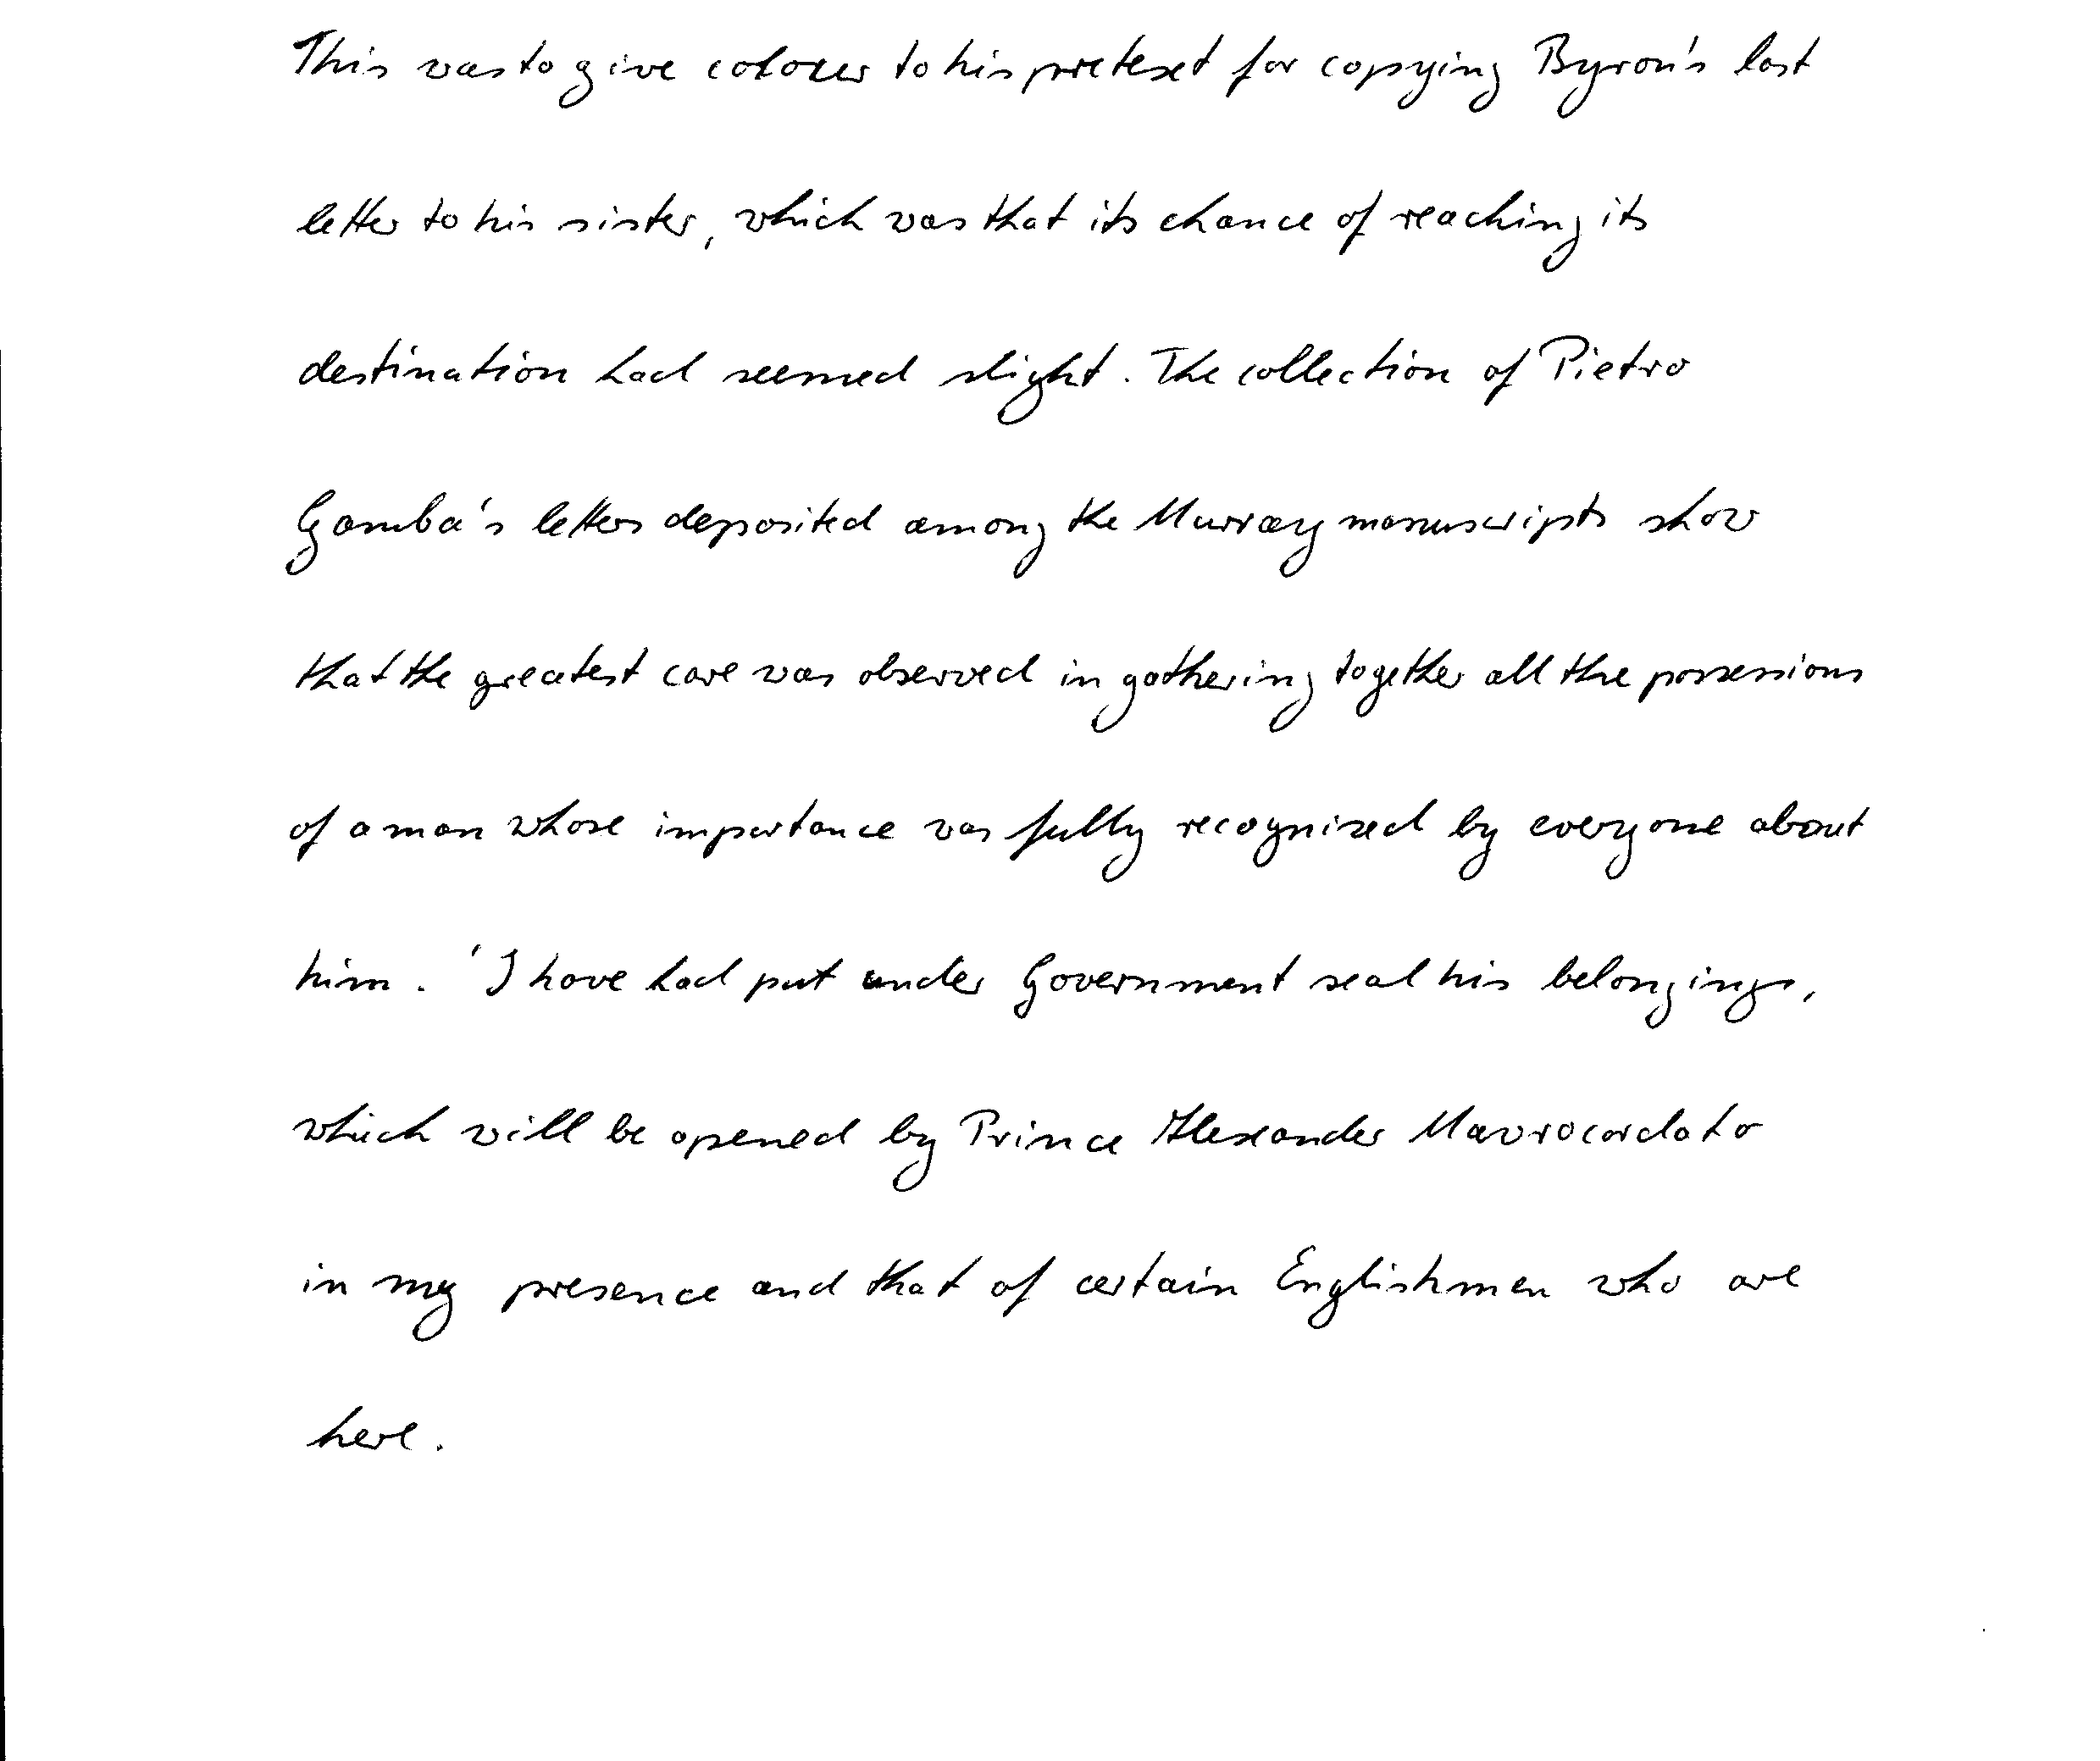 This was to give colour to his pretext for copying Byron's last
letter to his sister, which was that its chance of reaching its
destination had seemed slight. The collection of Pietro
Gamba's letters deposited among the Murray manuscripts show
that the greatest care was observed in gathering together all the possessions
of a man whose importance was fully recognised by everyone about
him. 'I have had put under Government seal his belongings,
which will be opened by Prince Alexander Mavrocordato
in my presence and that of certain Englishmen who are
here.